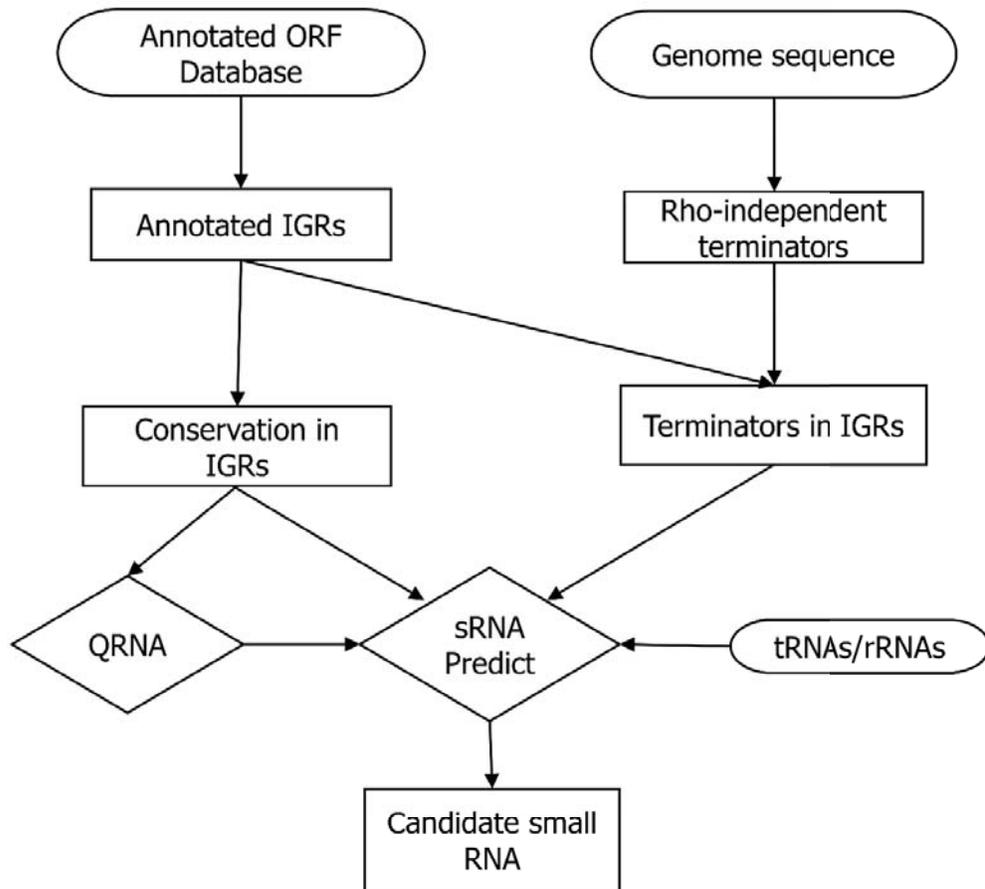 Annotated ORF
Database
Genome sequence
Annotated IGRs
Rho-independent
terminators
Conservation in
IGRs
Terminators in IGRs
QRNA
sRNA
Predict
tRNAs/rRNAs
Candidate small
RNA